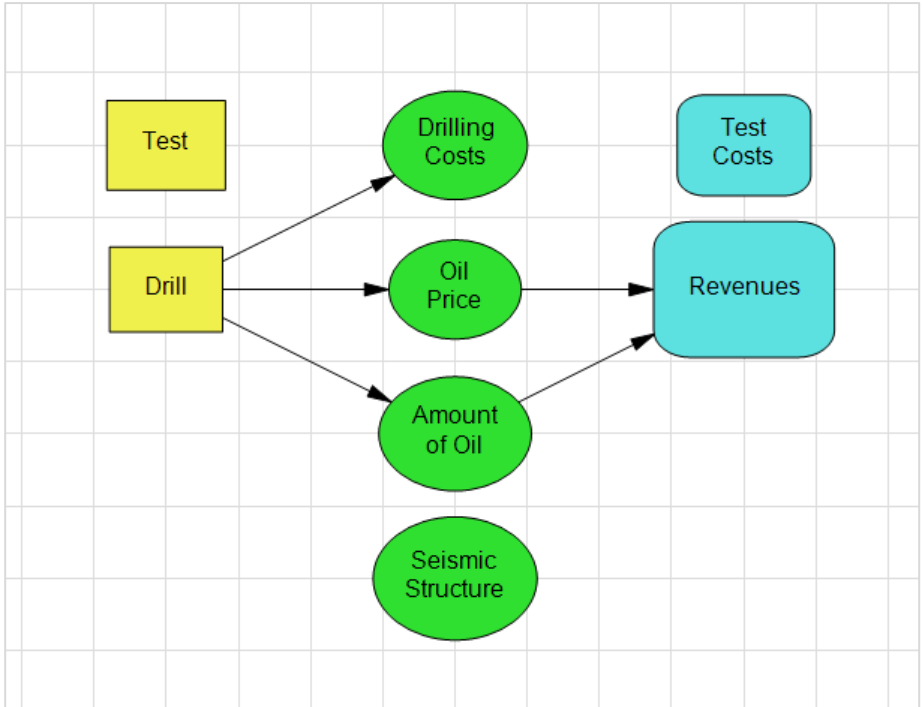 Test
Drilling
Costs
Test
Costs
Drill
Oil
Price
Revenues
Amount
of Oil
Seismic
Structure